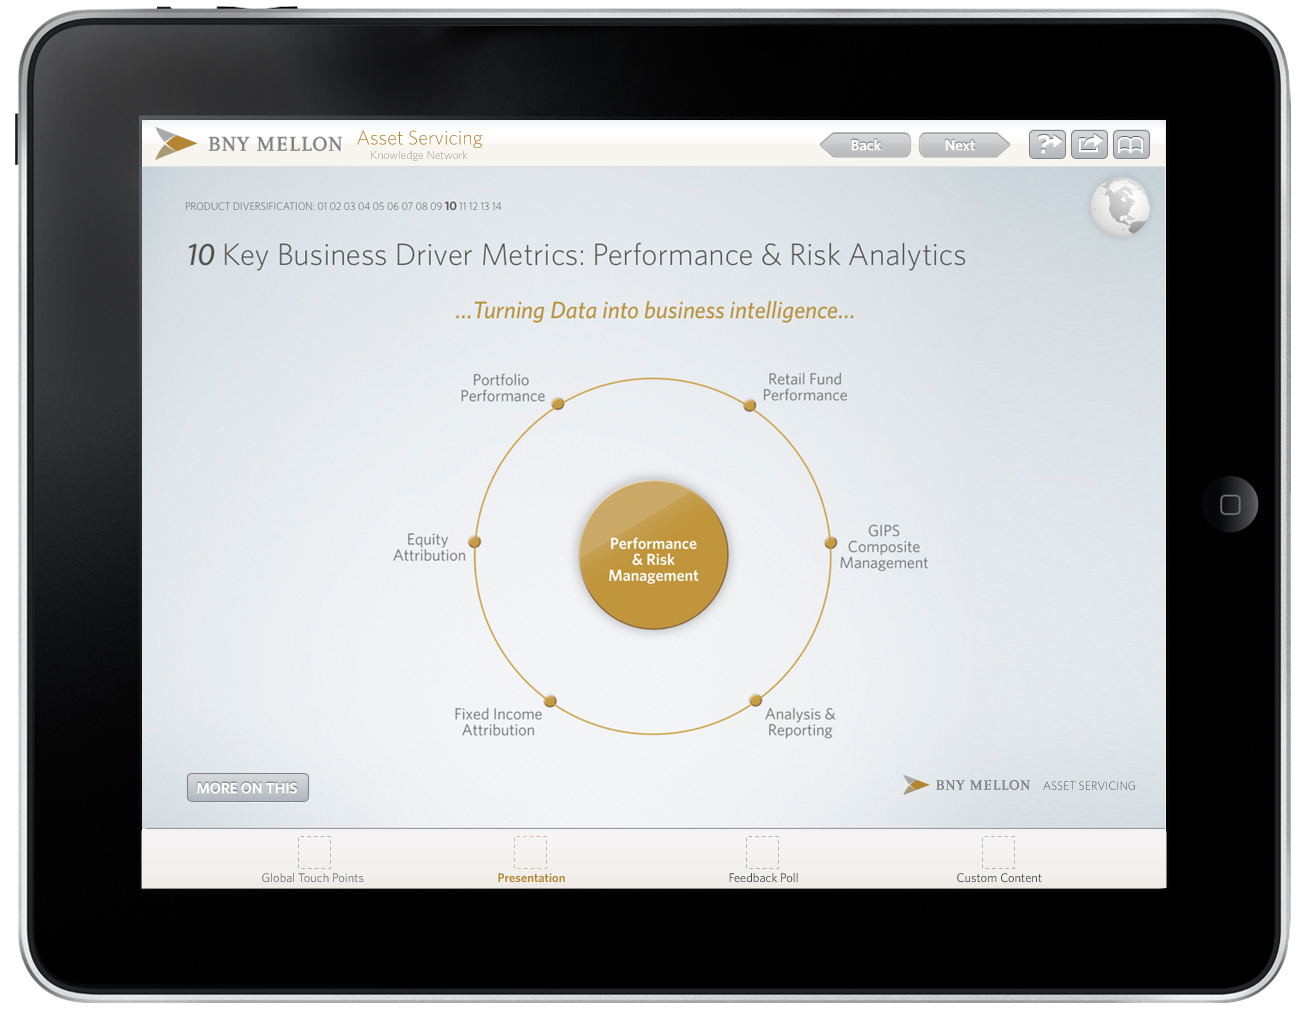 BNY MELLON Asset Servicing
Knowledge Network
Back
Next
?
PRODUCT DIVERSIFICATION: 01 02 03 04 05 06 07 08 09 10 11 12 13 14
10 Key Business Driver Metrics: Performance & Risk Analytics
...Turning Data into business intelligence...
Portfolio
Performance
Retail Fund
Performance
Equity
Attribution
Performance
& Risk
Management
GIPS
Composite
Management
Fixed Income
Attribution
Analysis &
Reporting
MORE ON THIS
BNY MELLON ASSET SERVICING
Global Touch Points
Presentation
Feedback Poll
Custom Content